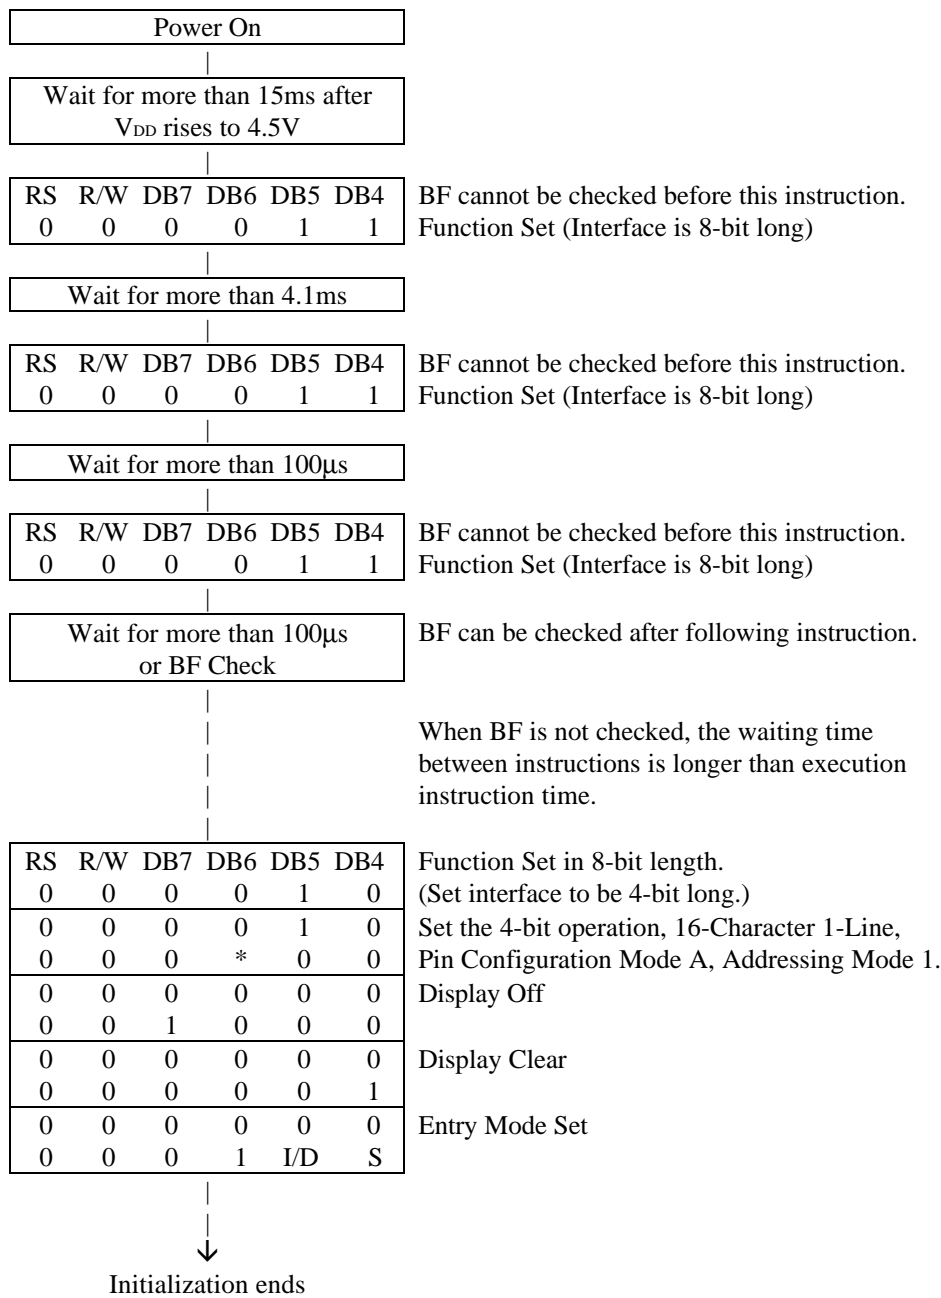 Power On
Wait for more than 15ms after
VDD rises to 4.5V
RS R/W DB7 DB6 DB5 DB4 BF cannot be checked before this instruction.
0 0 0 0 1 1 Function Set (Interface is 8-bit long)
Wait for more than 4.1ms
RS R/W DB7 DB6 DB5 DB4 BF cannot be checked before this instruction.
0 0 0 0 1 1 Function Set (Interface is 8-bit long)
Wait for more than 100µs
RS R/W DB7 DB6 DB5 DB4 BF cannot be checked before this instruction.
0 0 0 0 1 1 Function Set (Interface is 8-bit long)
Wait for more than 100µs BF can be checked after following instruction.
or BF Check
When BF is not checked, the waiting time
between instructions is longer than execution
instruction time.
RS R/W DB7 DB6 DB5 DB4 Function Set in 8-bit length.
0 0 0 0 1 0 (Set interface to be 4-bit long.)
0 0 0 0 1 0 Set the 4-bit operation, 16-Character 1-Line,
0 0 0 * 0 0 Pin Configuration Mode A, Addressing Mode 1.
0 0 0 0 0 0 Display Off
0 0 1 0 0 0
0 0 0 0 0 0 Display Clear
0 0 0 0 0 1
0 0 0 0 0 0 Entry Mode Set
0 0 0 1 I/D S
Initialization ends